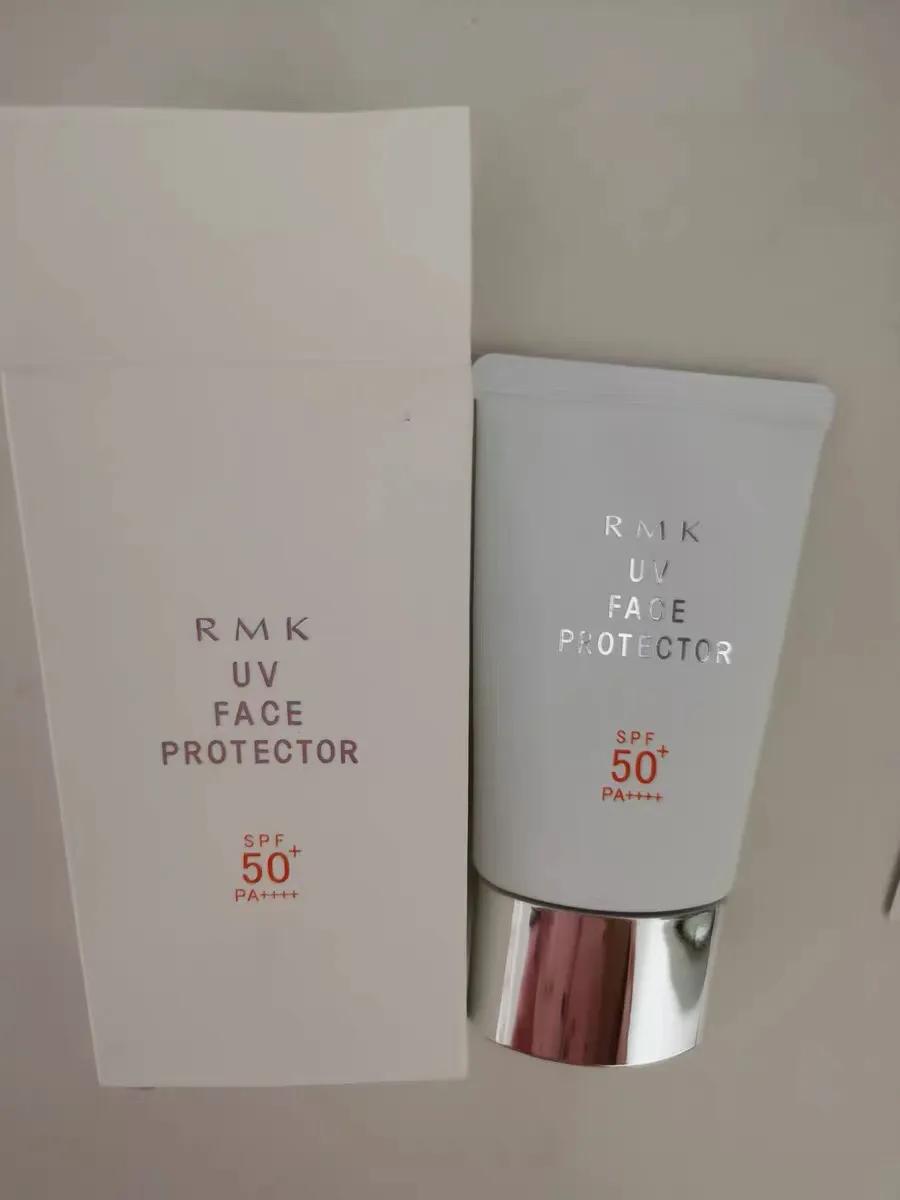 RMK
UV
FACE
PROTECTOR
SPF
50+
PA++++
RMK
UV
FACE
PROTECTOR
SPF
50+
PA++++